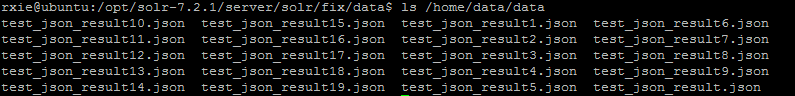 rxie@ubuntu:/opt/solr-7.2.1/server/solr/fix/data$ ls /home/data/data
test_json_result10.json  test_json_result15.json  test_json_result1.json  test_json_result6.json
test_json_result11.json  test_json_result16.json  test_json_result2.json  test_json_result7.json
test_json_result12.json  test_json_result17.json  test_json_result3.json  test_json_result8.json
test_json_result13.json  test_json_result18.json  test_json_result4.json  test_json_result9.json
test_json_result14.json  test_json_result19.json  test_json_result5.json  test_json_result.json